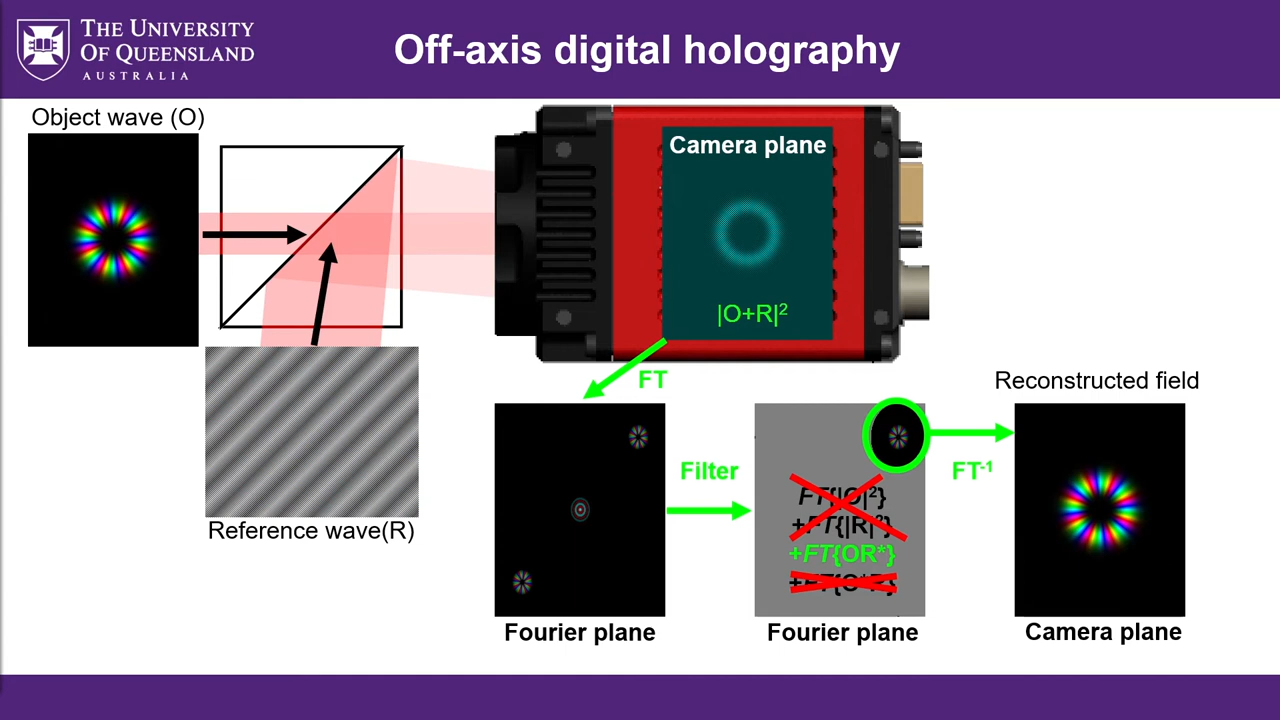 THE UNIVERSITY
OF QUEENSLAND
AUSTRALIA
Off-axis digital holography
Object wave (O)
Camera plane
|O+R|²
FT
Reference wave(R)
Reconstructed field
Filter
FT⁻¹
FT{|O|²}
+FT{|R|²}
+FT{OR*}
+FT{O*R}
Fourier plane
Fourier plane
Camera plane